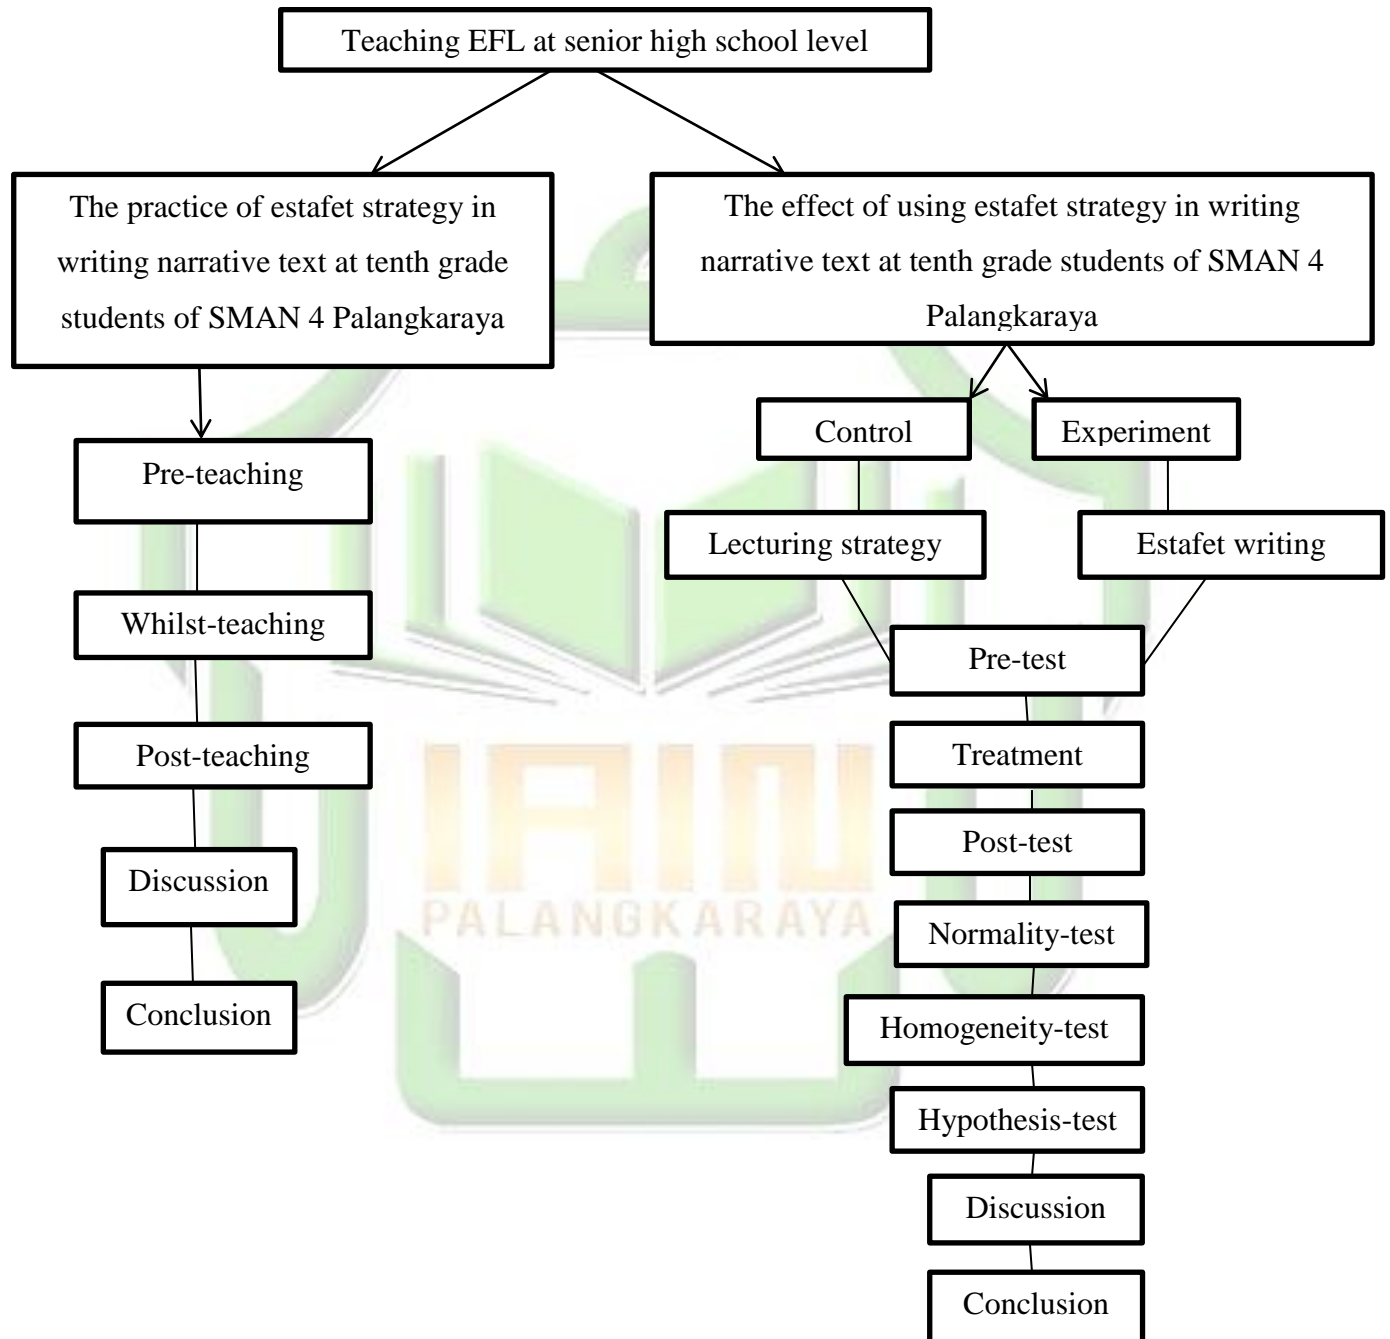 Teaching EFL at senior high school level
The practice of estafet strategy in
writing narrative text at tenth grade
students of SMAN 4 Palangkaraya
The effect of using estafet strategy in writing
narrative text at tenth grade students of SMAN 4
Palangkaraya
Control
Experiment
Pre-teaching
Lecturing strategy
Estafet writing
Whilst-teaching
Pre-test
Post-teaching
Treatment
Post-test
Discussion
Normality-test
Conclusion
Homogeneity-test
Hypothesis-test
Discussion
Conclusion
IAIN
PALANGKARAYA